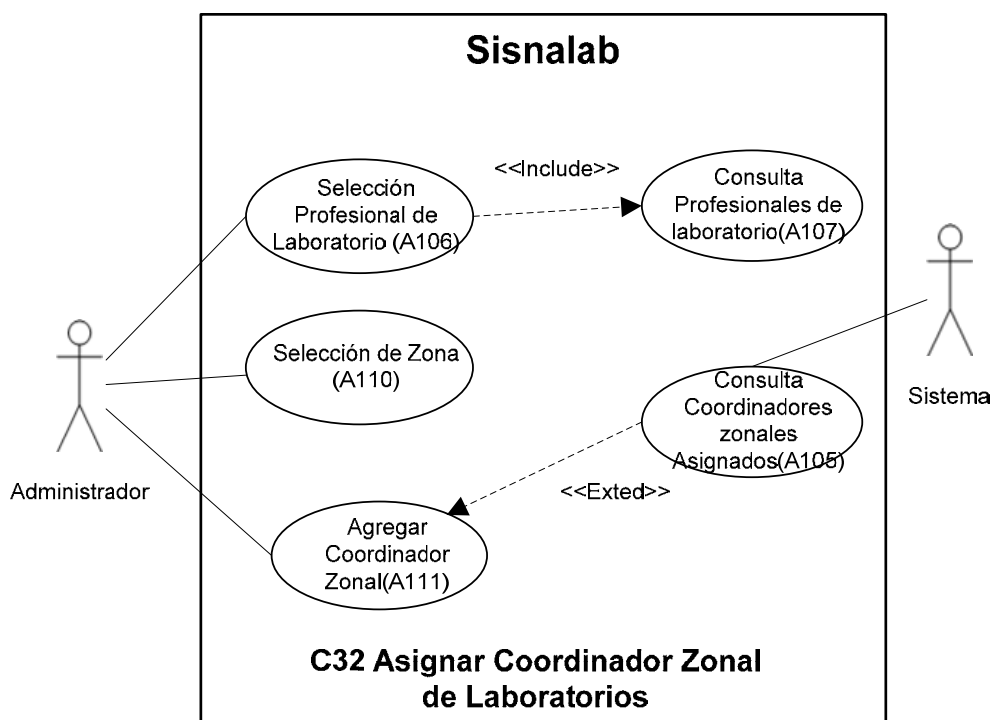 Sisnalab
Selección
Profesional de
Laboratorio (A106)
<<Include>>
Consulta
Profesionales de
laboratorio(A107)
Selección de Zona
(A110)
Consulta
Coordinadores
zonales
Asignados(A105)
Sistema
Administrador
<<Exted>>
Agregar
Coordinador
Zonal(A111)
C32 Asignar Coordinador Zonal
de Laboratorios